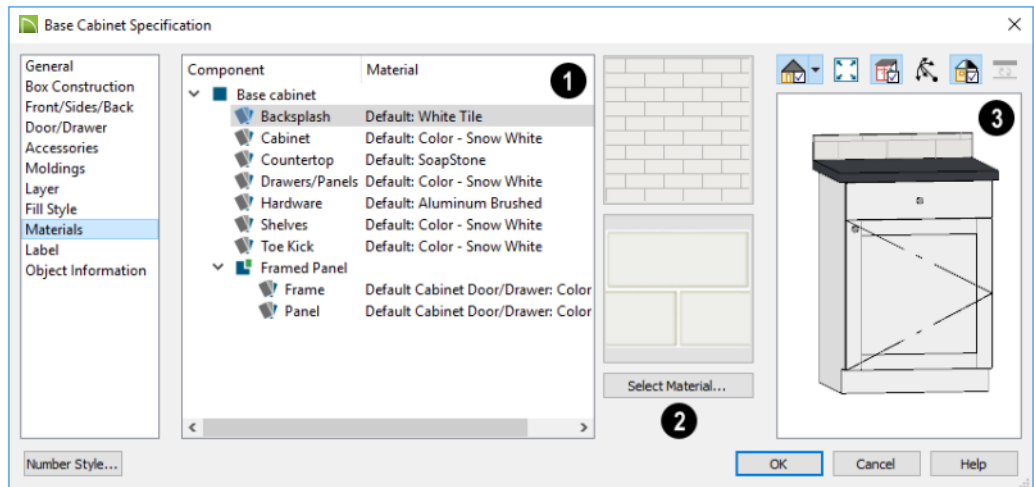 Base Cabinet Specification
General
Box Construction
Front/Sides/Back
Door/Drawer
Accessories
Moldings
Layer
Fill Style
Materials
Label
Object Information
Component Material
1
Base cabinet
Backsplash Default: White Tile
Cabinet Default: Color - Snow White
Countertop Default: SoapStone
Drawers/Panels Default: Color - Snow White
Hardware Default: Aluminum Brushed
Shelves Default: Color - Snow White
Toe Kick Default: Color - Snow White
Framed Panel
Frame Default Cabinet Door/Drawer: Color
Panel Default Cabinet Door/Drawer: Color
Select Material...
2
3
Number Style...
OK Cancel Help